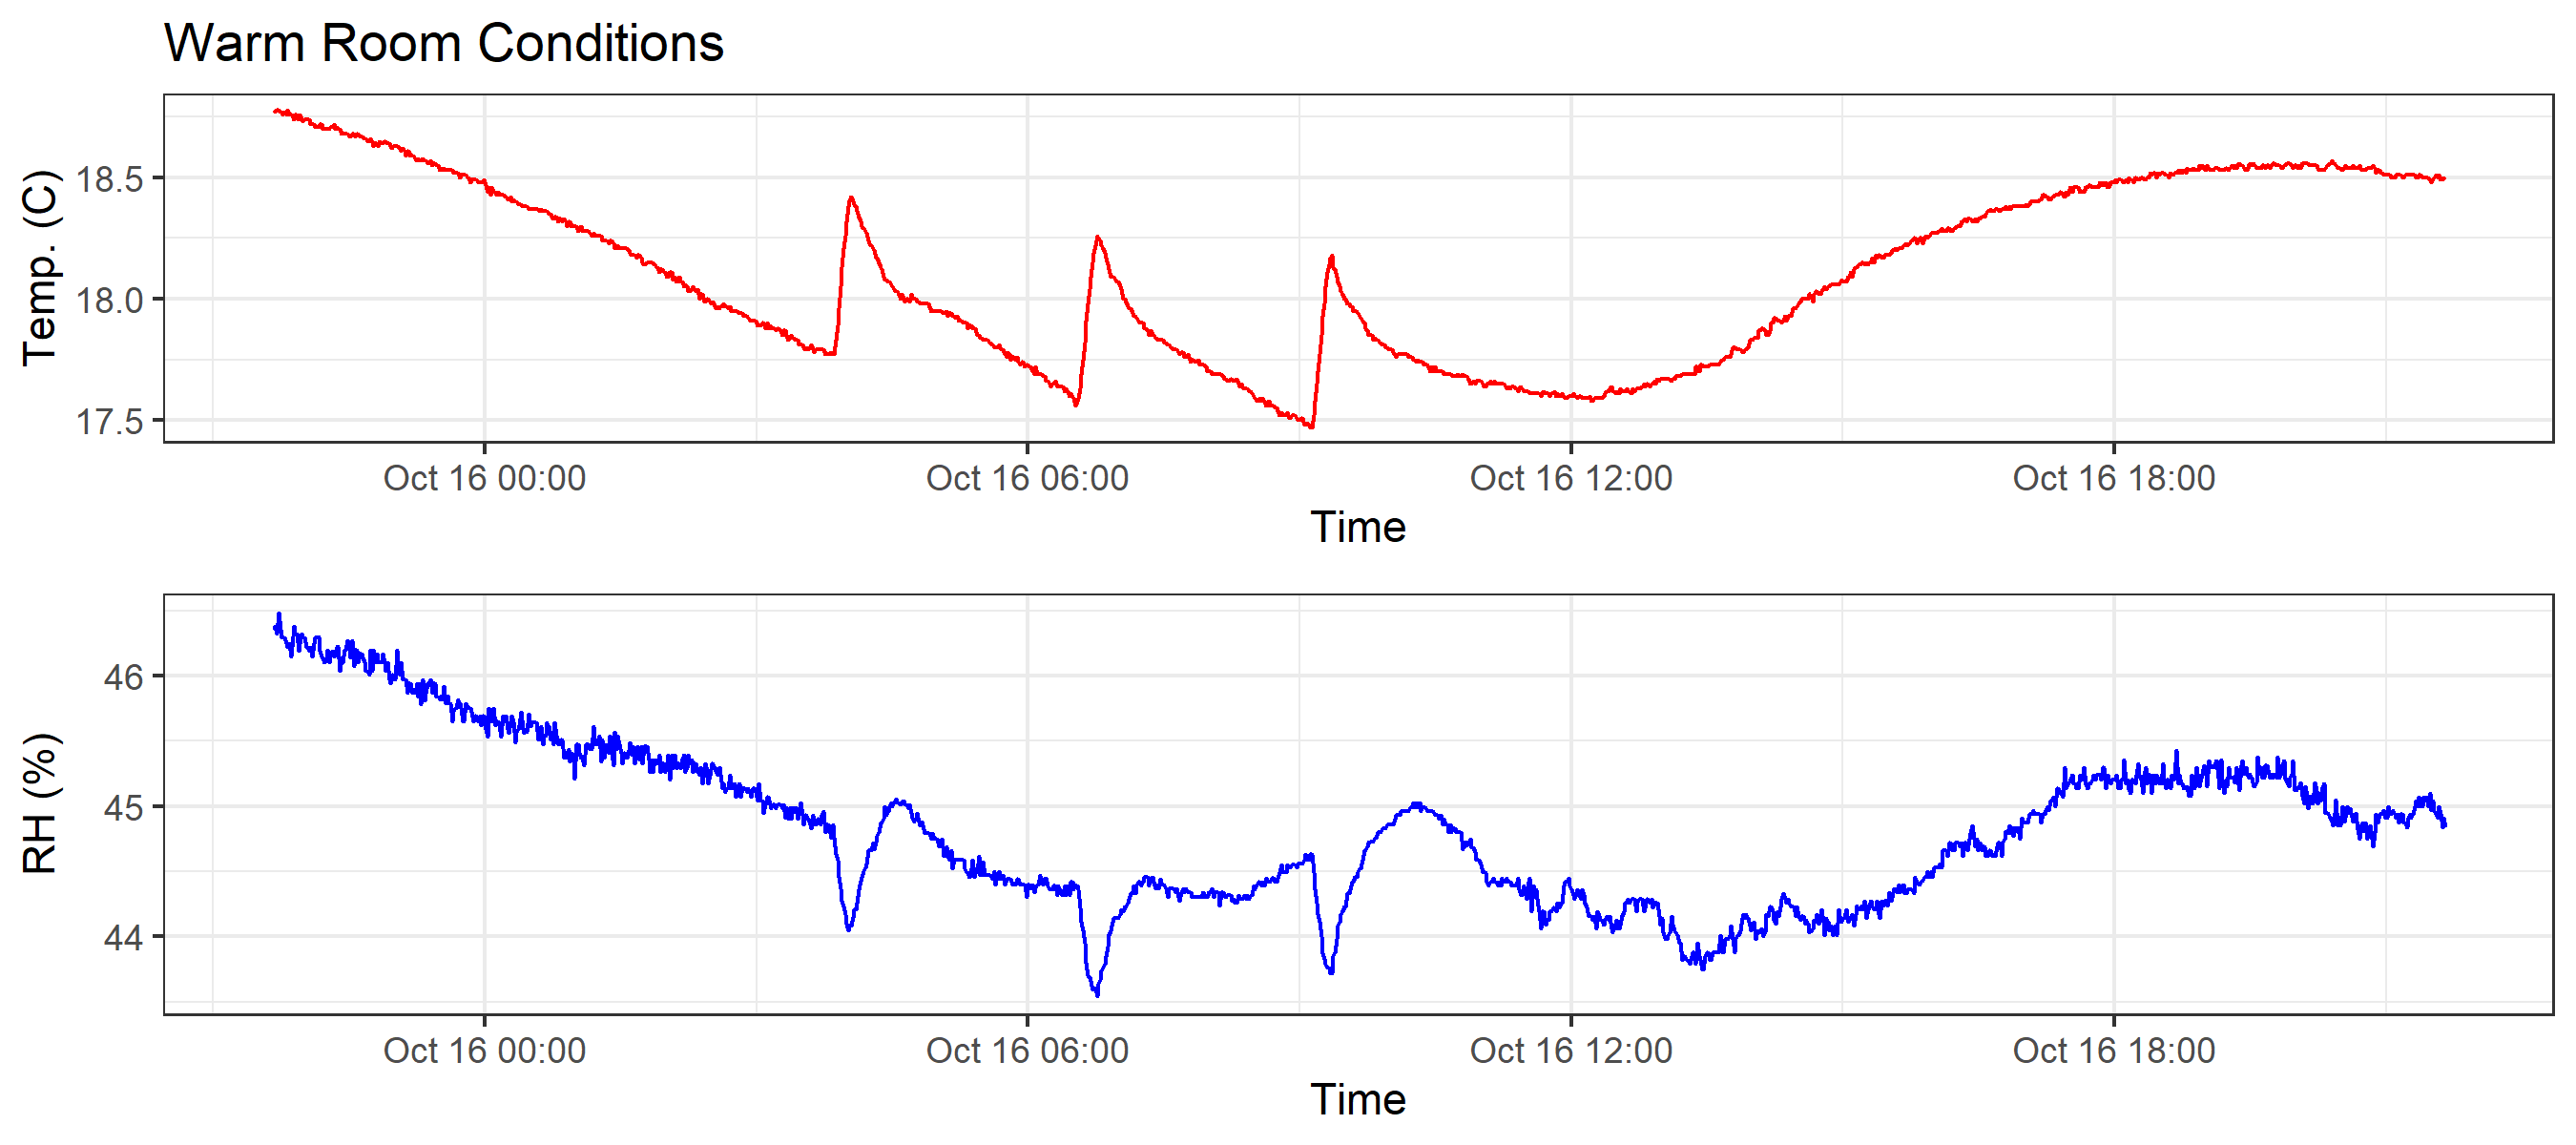 Warm Room Conditions
Temp. (C)
18.5
18.0
17.5
Oct 16 00:00 Oct 16 06:00 Oct 16 12:00 Oct 16 18:00
Time
RH (%)
46
45
44
Oct 16 00:00 Oct 16 06:00 Oct 16 12:00 Oct 16 18:00
Time